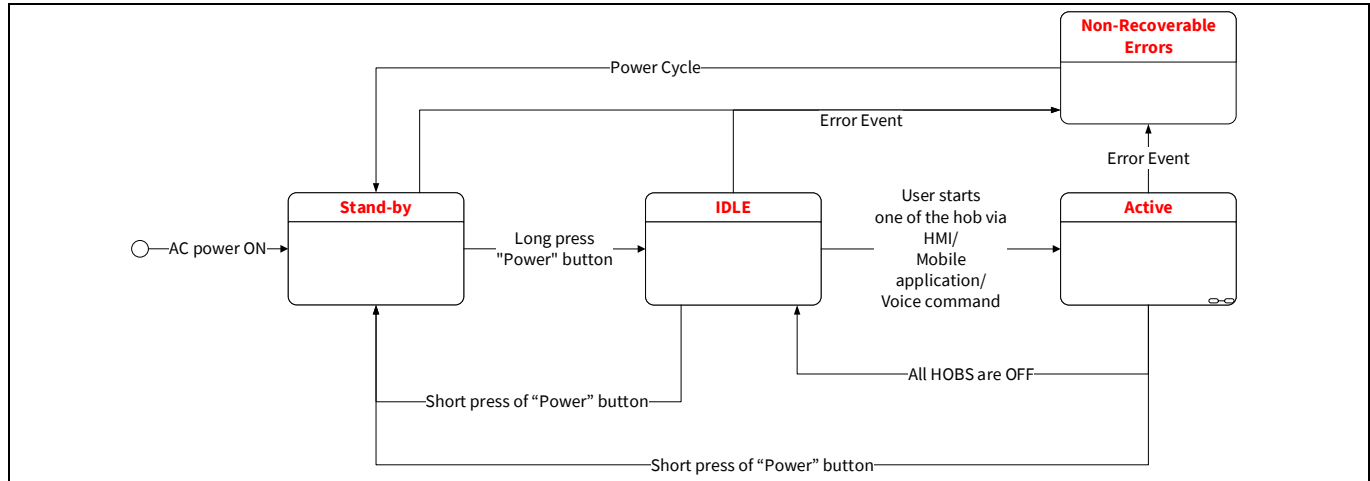 Non-Recoverable
Errors
Power Cycle
Error Event
Error Event
Stand-by
IDLE
Active
User starts
one of the hob via
HMI/
Mobile
application/
Voice command
AC power ON
Long press
"Power" button
All HOBS are OFF
Short press of “Power” button
Short press of “Power” button